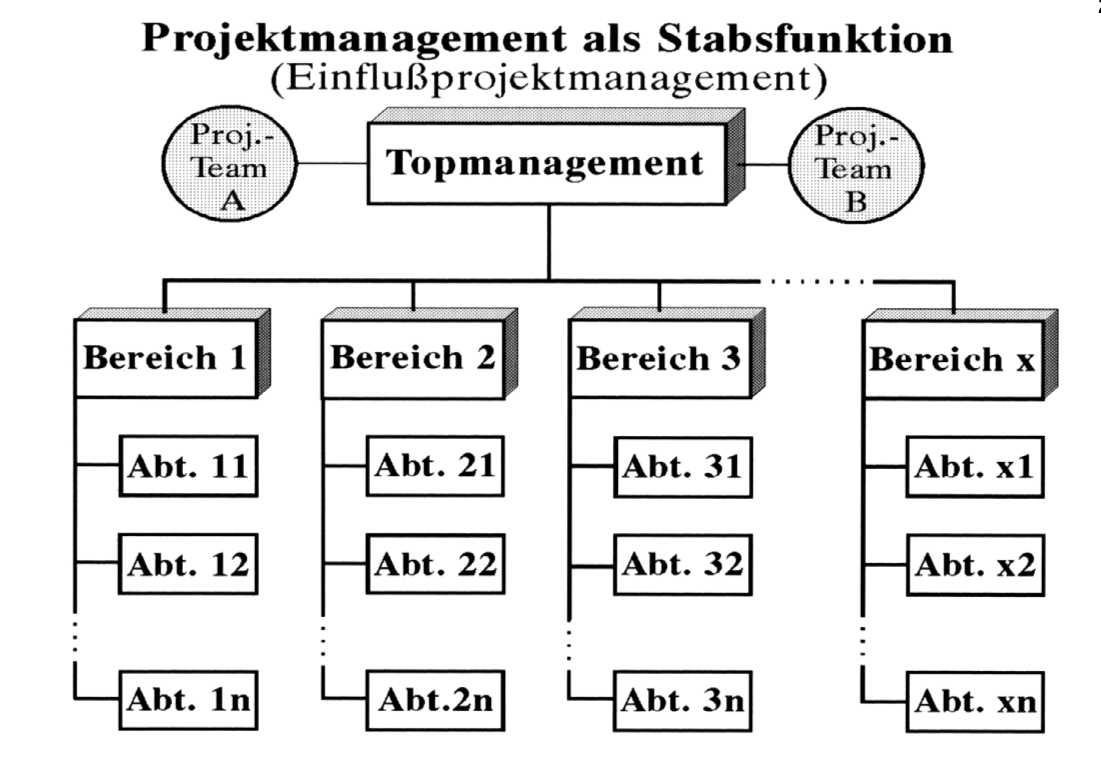 Projektmanagement als Stabsfunktion
(Einflußprojektmanagement)
Proj.-
Team
A
Topmanagement
Proj.-
Team
B
Bereich 1
Bereich 2
Bereich 3
Bereich x
Abt. 11
Abt. 21
Abt. 31
Abt. x1
Abt. 12
Abt. 22
Abt. 32
Abt. x2
Abt. 1n
Abt.2n
Abt. 3n
Abt. xn